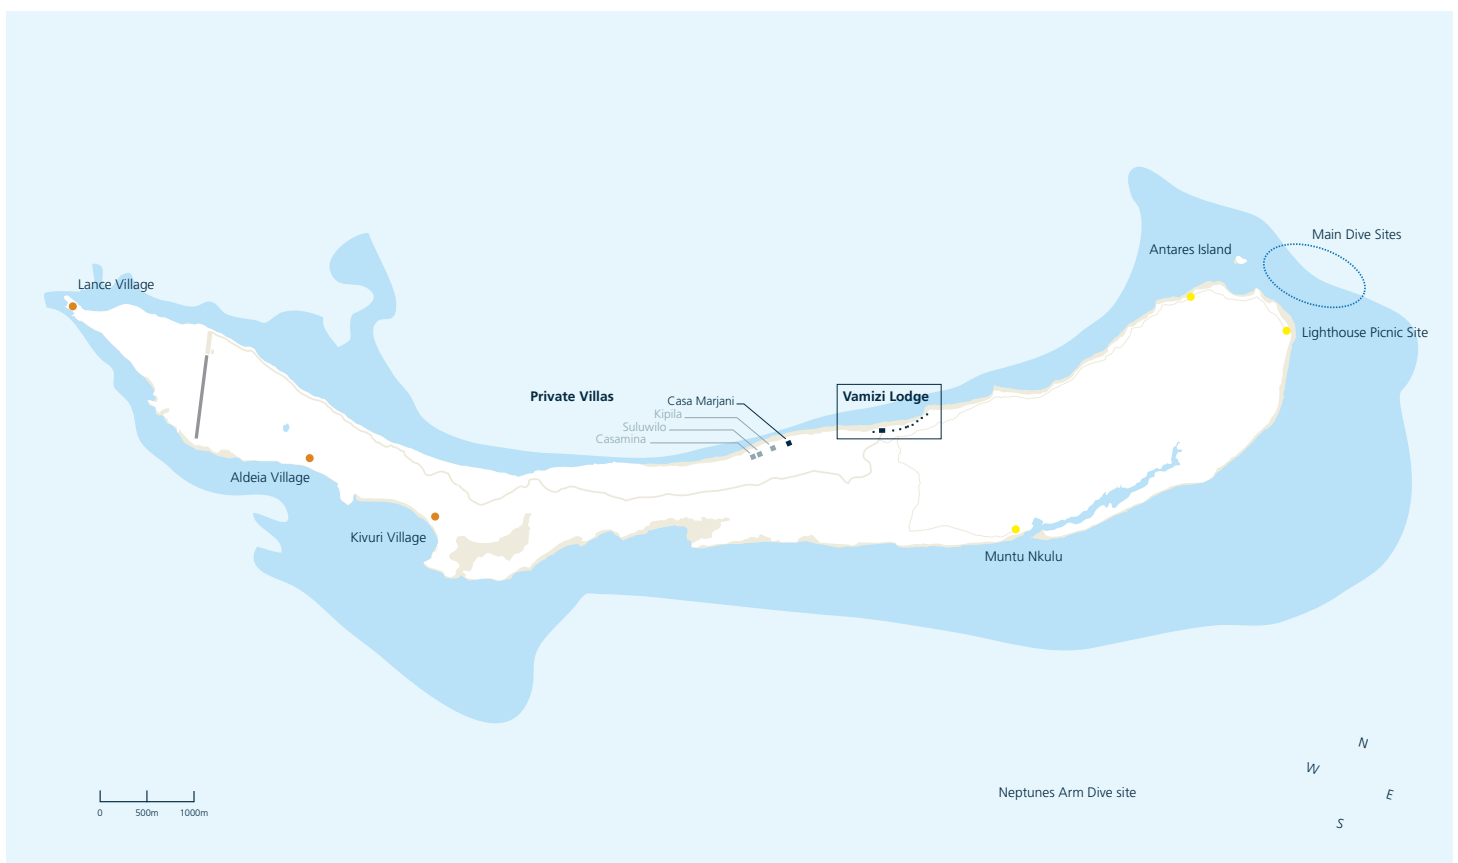 Main Dive Sites
Antares Island
Lance Village
Lighthouse Picnic Site
Private Villas
Casa Marjani
Vamizi Lodge
Kipila
Suluwilo
Casamina
Aldeia Village
Kivuri Village
Muntu Nkulu
N
W
Neptunes Arm Dive site
E
S
0 500m 1000m